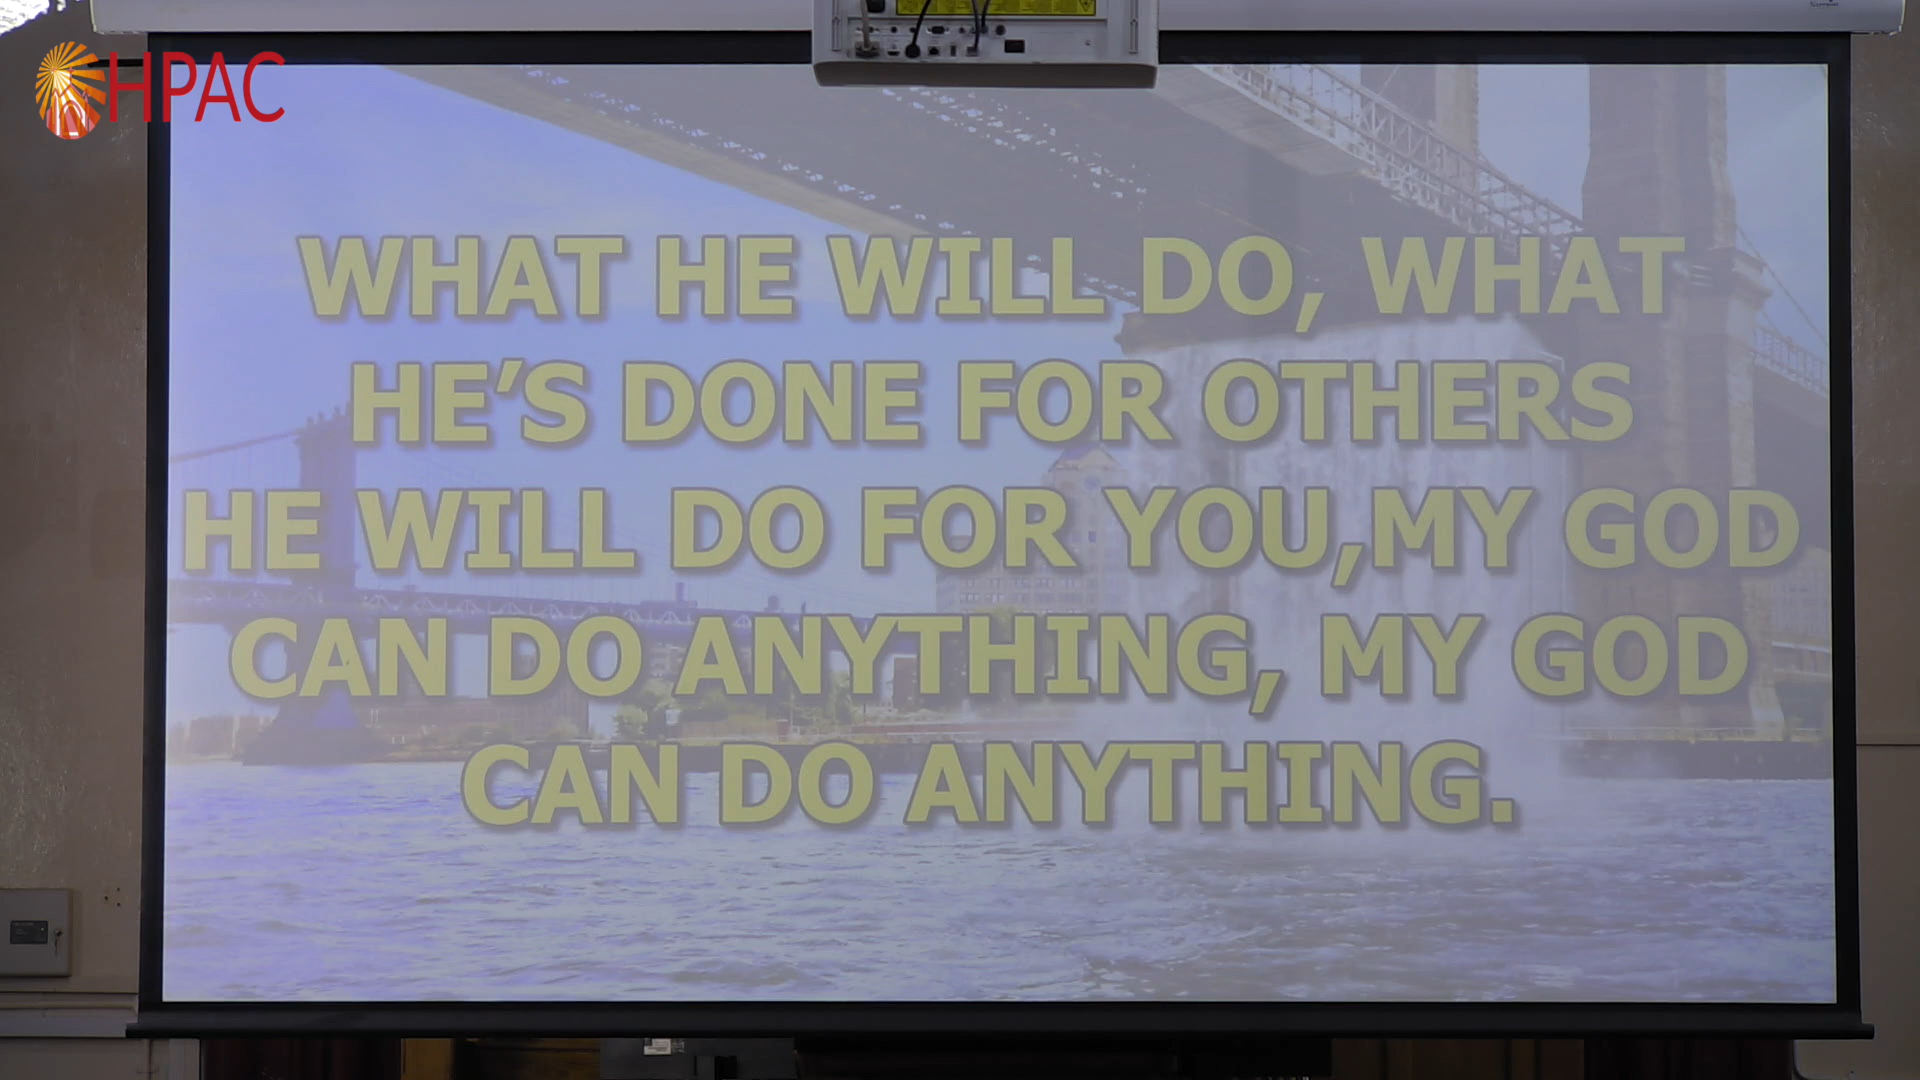 HPAC
WHAT HE WILL DO, WHAT
HE’S DONE FOR OTHERS
HE WILL DO FOR YOU,MY GOD
CAN DO ANYTHING, MY GOD
CAN DO ANYTHING.